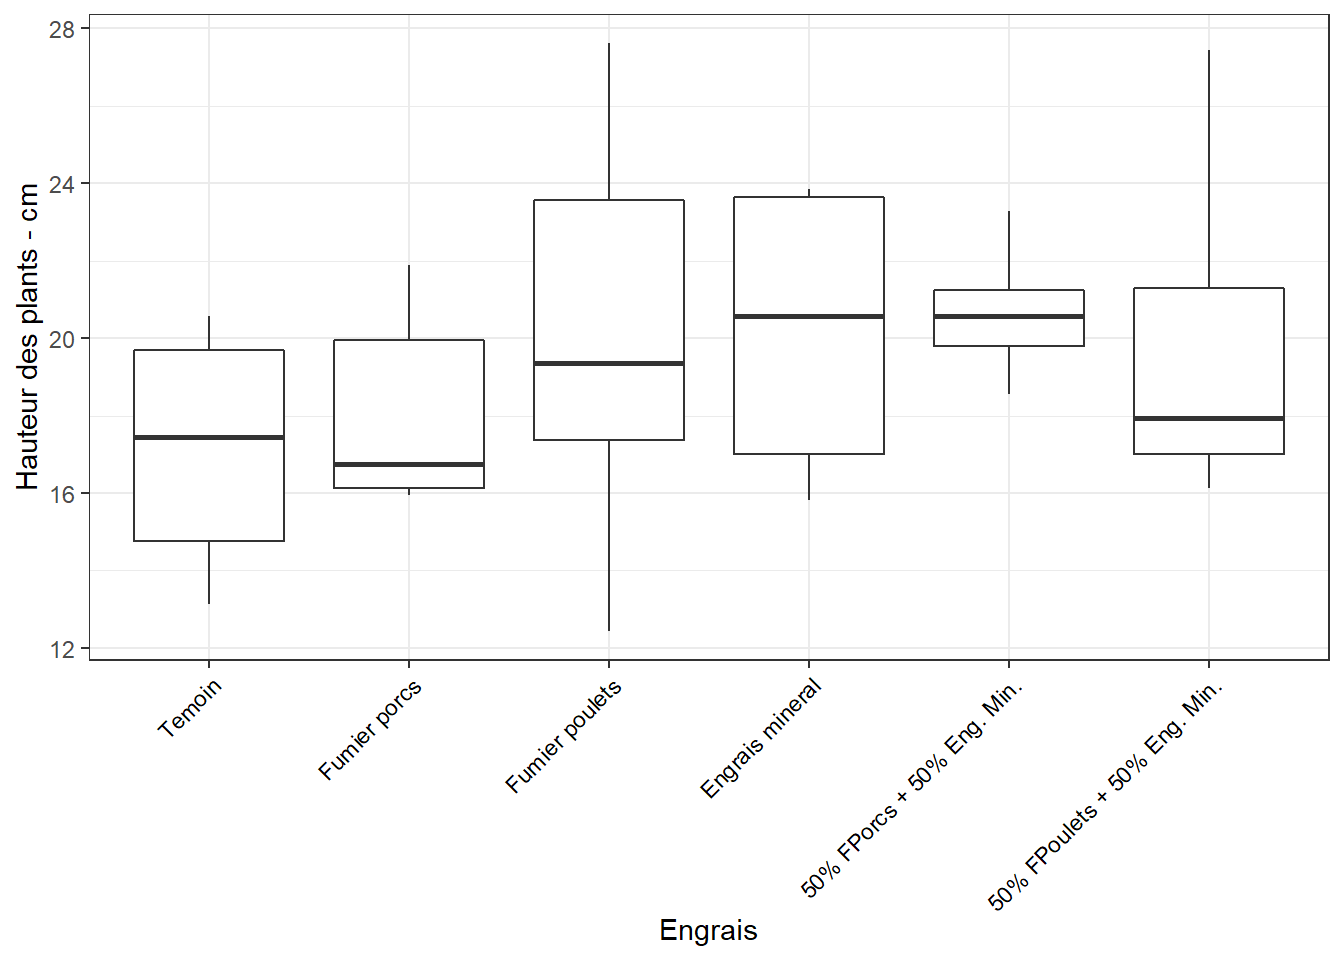 Hauteur des plants - cm
28
24
20
16
12
Temoin
Fumier porcs
Fumier poulets
Engrais mineral
50% FPorcs + 50% Eng. Min.
50% FPoulets + 50% Eng. Min.
Engrais